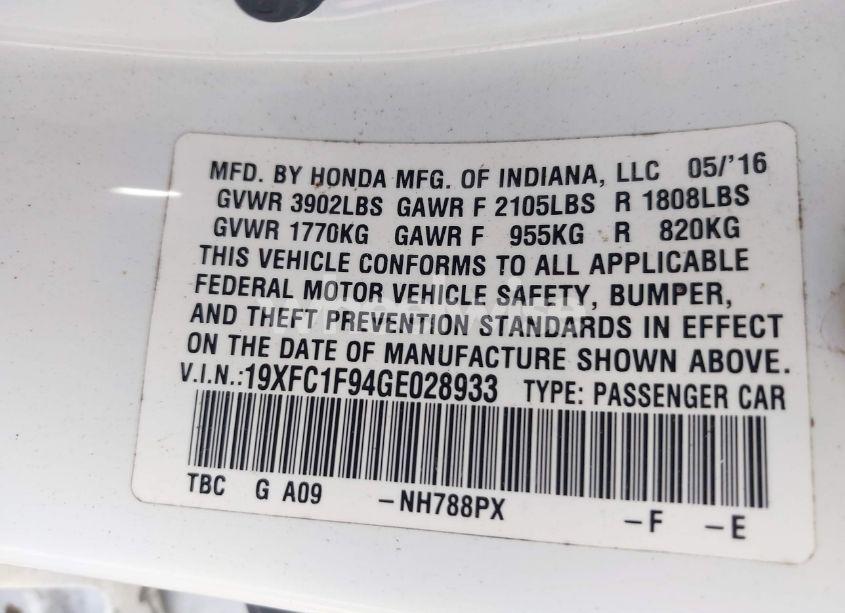 MFD. BY HONDA MFG. OF INDIANA, LLC 05/'16
GVWR 3902LBS GAWR F 2105LBS R 1808LBS
GVWR 1770KG GAWR F 955KG R 820KG
THIS VEHICLE CONFORMS TO ALL APPLICABLE
FEDERAL MOTOR VEHICLE SAFETY, BUMPER,
AND THEFT PREVENTION STANDARDS IN EFFECT
ON THE DATE OF MANUFACTURE SHOWN ABOVE.
V.I.N.:19XFC1F94GE028933 TYPE: PASSENGER CAR
TBC G A09 -NH788PX -F -E